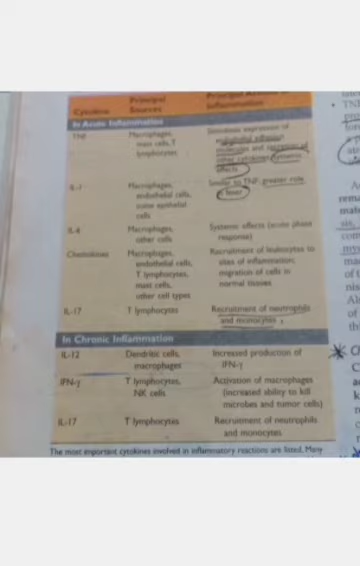 Cytokine
Principal
Sources
Principal Actions in
Inflammation
In Acute Inflammation
TNF
Macrophages,
mast cells, T
lymphocytes
Stimulates expression of
endothelial adhesion
molecules and secretion of
other cytokines; systemic
effects
IL-1
Macrophages,
endothelial cells,
some epithelial
cells
Similar to TNF; greater role
in fever
IL-6
Macrophages,
other cells
Systemic effects (acute phase
response)
Chemokines
Macrophages,
endothelial cells,
T lymphocytes,
mast cells,
other cell types
Recruitment of leukocytes to
sites of inflammation;
migration of cells in
normal tissues
IL-17
T lymphocytes
Recruitment of neutrophils
and monocytes
In Chronic Inflammation
IL-12
Dendritic cells,
macrophages
Increased production of
IFN-γ
IFN-γ
T lymphocytes,
NK cells
Activation of macrophages
(increased ability to kill
microbes and tumor cells)
IL-17
T lymphocytes
Recruitment of neutrophils
and monocytes
The most important cytokines involved in inflammatory reactions are listed. Many